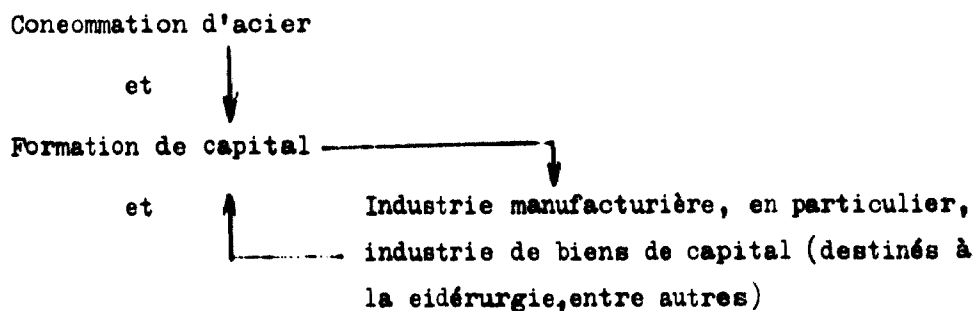 Coneommation d'acier
et
Formation de capital
et
Industrie manufacturière, en particulier,
industrie de biens de capital (destinés à
la eidérurgie,entre autres)